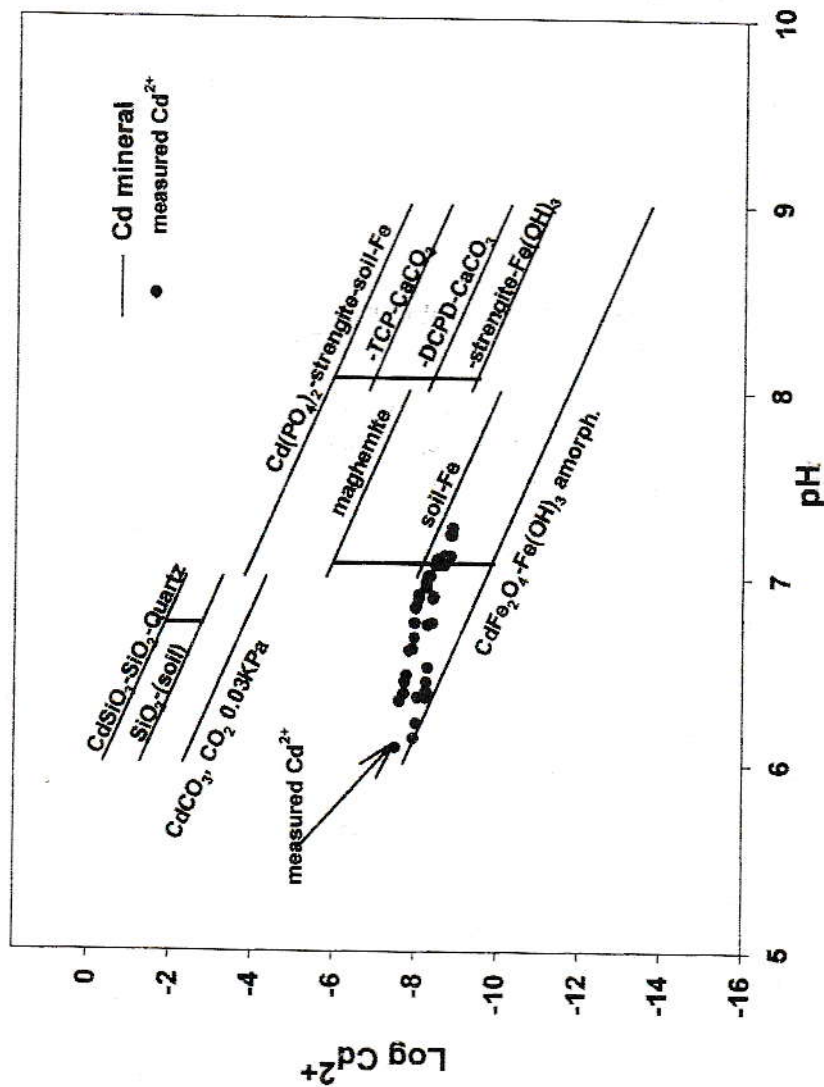 Cd mineral
measured Cd2+
CdSiO3-SiO2-Quartz
SiO2-(soil)
CdCO3, CO2 0.03KPa
Cd(PO4)/2-strengite-soil-Fe
-TCP-CaCO3
-DCPD-CaCO3
-strengite-Fe(OH)3
maghemite
soil-Fe
CdFe2O4-Fe(OH)3 amorph.
measured Cd2+
Log Cd2+
0
-2
-4
-6
-8
-10
-12
-14
-16
5
6
7
8
9
10
pH